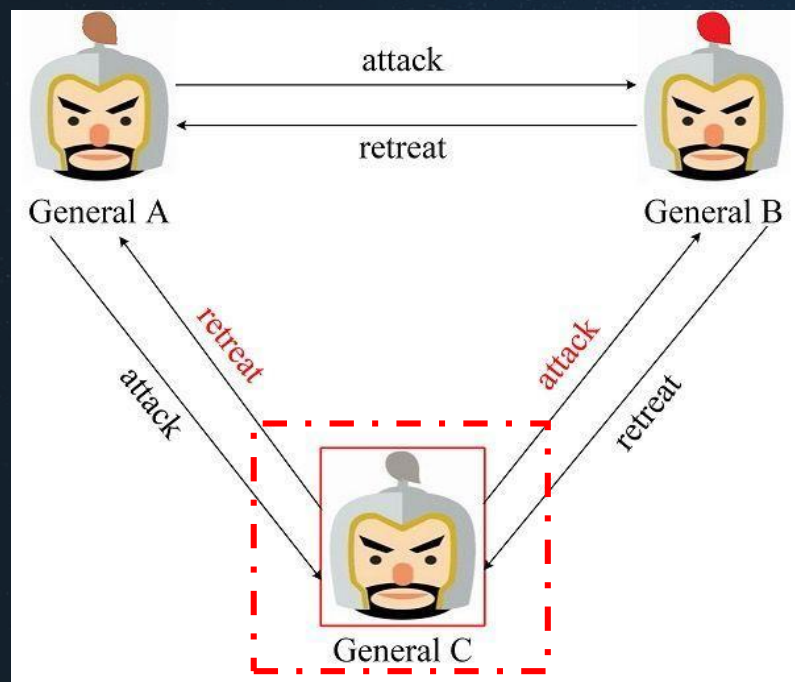 attack
retreat
General A
General B
retreat
attack
attack
retreat
General C